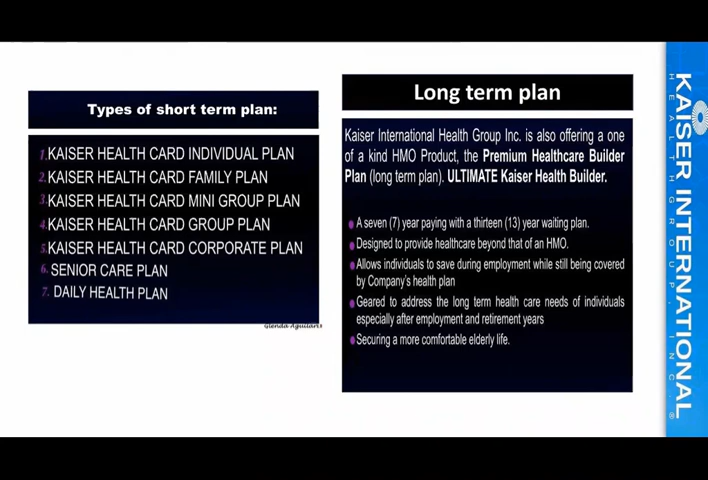 Types of short term plan:
1. KAISER HEALTH CARD INDIVIDUAL PLAN
2. KAISER HEALTH CARD FAMILY PLAN
3. KAISER HEALTH CARD MINI GROUP PLAN
4. KAISER HEALTH CARD GROUP PLAN
5. KAISER HEALTH CARD CORPORATE PLAN
6. SENIOR CARE PLAN
7. DAILY HEALTH PLAN
Glenda Aguilar
Long term plan
Kaiser International Health Group Inc. is also offering a one
of a kind HMO Product, the Premium Healthcare Builder
Plan (long term plan). ULTIMATE Kaiser Health Builder.
A seven (7) year paying with a thirteen (13) year waiting plan.
Designed to provide healthcare beyond that of an HMO.
Allows individuals to save during employment while still being covered
by Company's health plan
Geared to address the long term health care needs of individuals
especially after employment and retirement years
Securing a more comfortable elderly life.
KAISER INTERNATIONAL
HEALTH GROUP, INC.